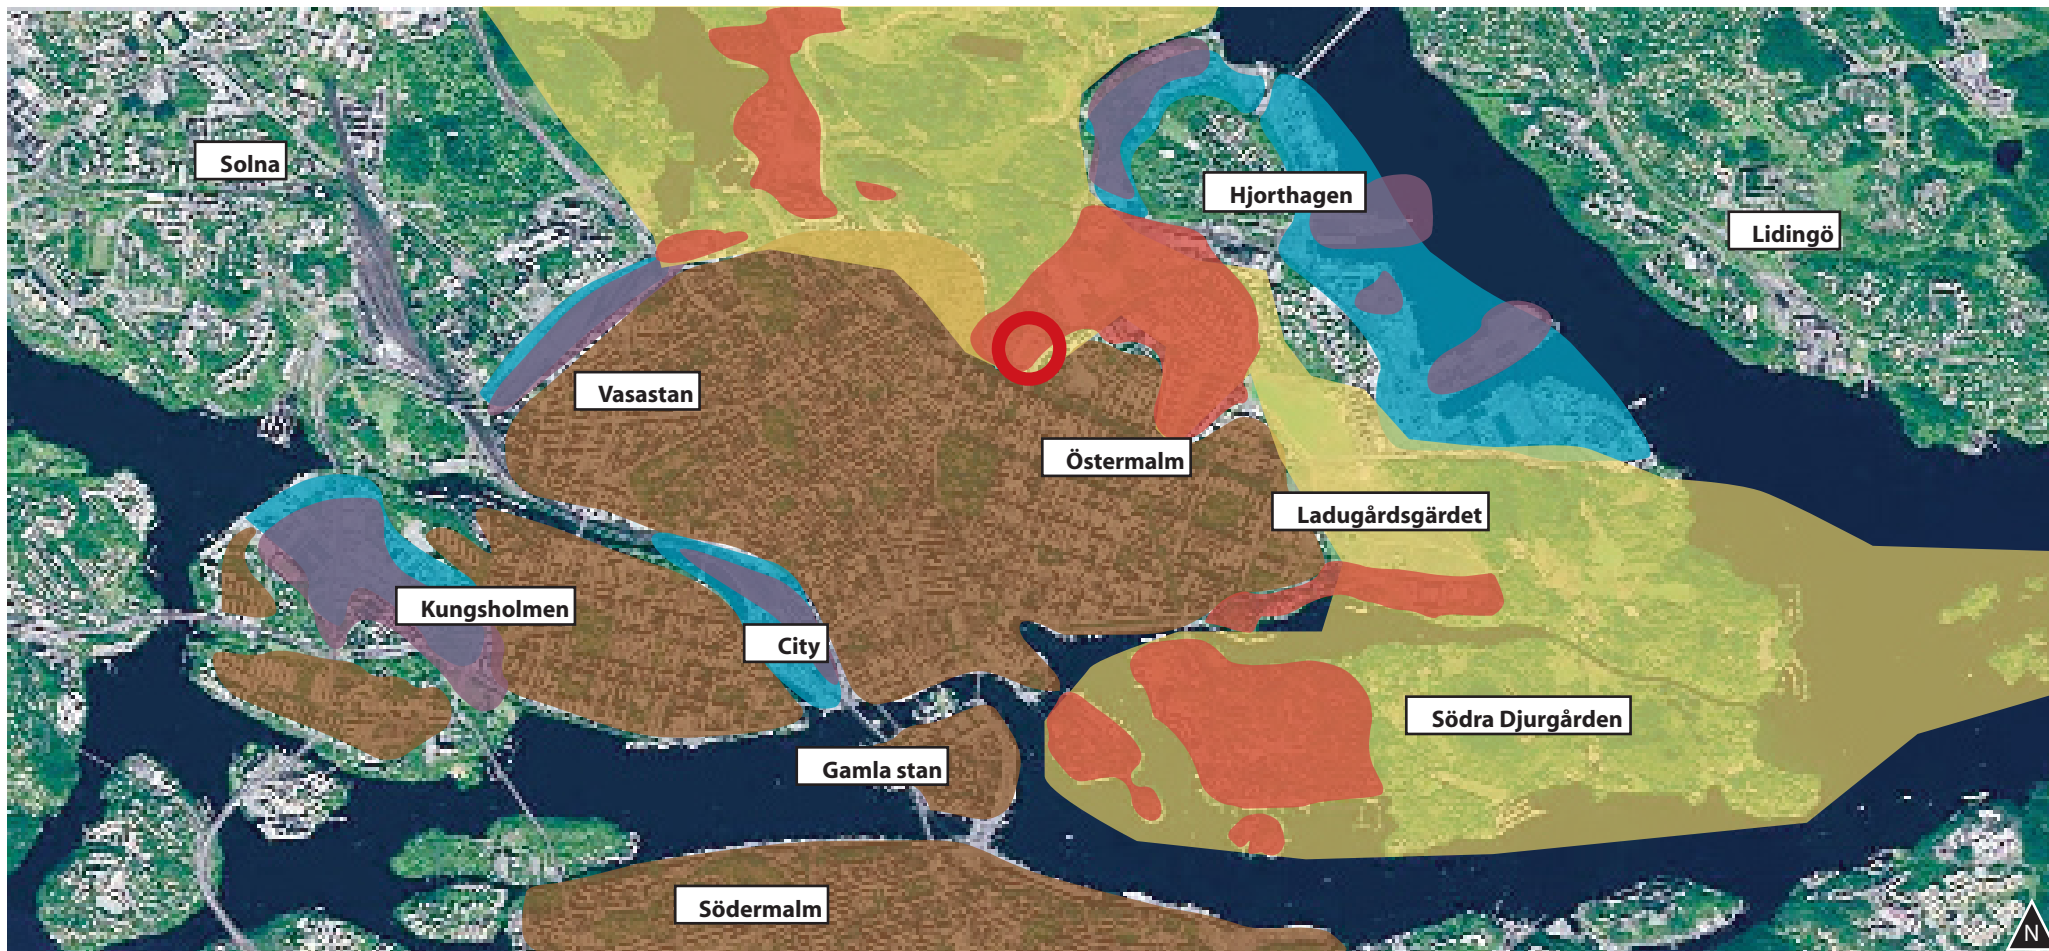 Solna
Hjorthagen
Lidingö
Vasastan
Östermalm
Ladugårdsgärdet
Kungsholmen
City
Södra Djurgården
Gamla stan
Södermalm
N